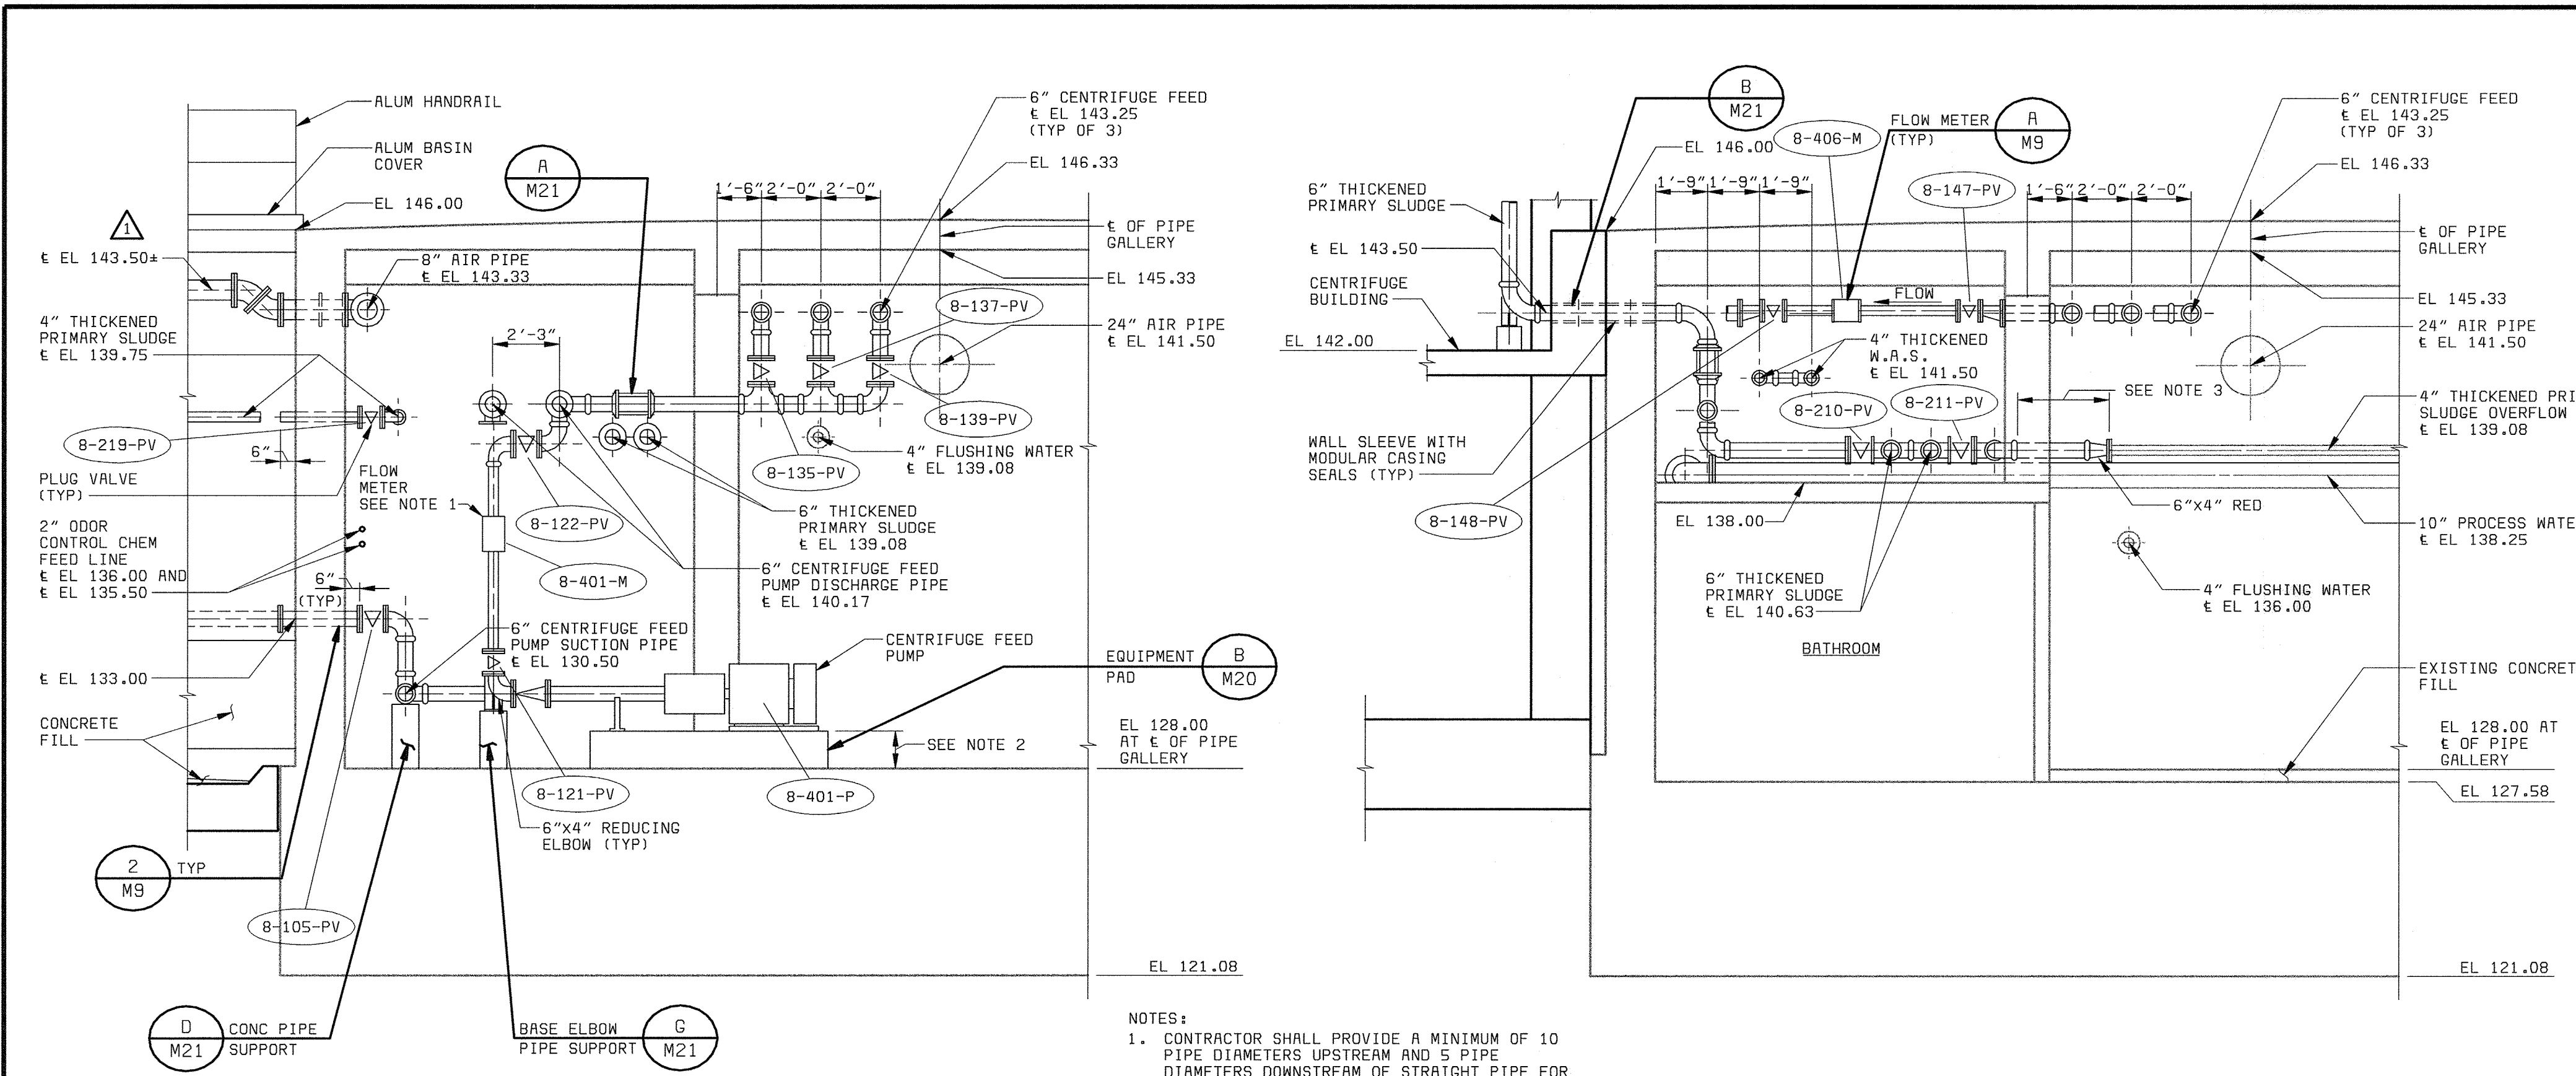 ALUM HANDRAIL
ALUM BASIN
COVER
EL 146.00
1
℄ EL 143.50±
8" AIR PIPE
℄ EL 143.33
4" THICKENED
PRIMARY SLUDGE
℄ EL 139.75
8-219-PV
6"
PLUG VALVE
(TYP)
FLOW
METER
SEE NOTE 1
2" ODOR
CONTROL CHEM
FEED LINE
℄ EL 136.00 AND
℄ EL 135.50
6"
(TYP)
℄ EL 133.00
CONCRETE
FILL
2
M9
TYP
8-105-PV
D
M21
CONC PIPE
SUPPORT
BASE ELBOW
PIPE SUPPORT
G
M21
A
M21
2'-3"
1'-6"
2'-0"
2'-0"
6" CENTRIFUGE FEED
℄ EL 143.25
(TYP OF 3)
EL 146.33
℄ OF PIPE
GALLERY
EL 145.33
8-137-PV
24" AIR PIPE
℄ EL 141.50
8-139-PV
8-135-PV
4" FLUSHING WATER
℄ EL 139.08
8-122-PV
6" THICKENED
PRIMARY SLUDGE
℄ EL 139.08
8-401-M
6" CENTRIFUGE FEED
PUMP DISCHARGE PIPE
℄ EL 140.17
6" CENTRIFUGE FEED
PUMP SUCTION PIPE
℄ EL 130.50
CENTRIFUGE FEED
PUMP
EQUIPMENT
PAD
B
M20
EL 128.00
AT ℄ OF PIPE
GALLERY
SEE NOTE 2
8-121-PV
8-401-P
6"x4" REDUCING
ELBOW (TYP)
EL 121.08
B
M21
EL 146.00
8-406-M
FLOW METER
(TYP)
A
M9
6" THICKENED
PRIMARY SLUDGE
℄ EL 143.50
CENTRIFUGE
BUILDING
EL 142.00
1'-9"
1'-9"
1'-9"
8-147-PV
1'-6"
2'-0"
2'-0"
6" CENTRIFUGE FEED
℄ EL 143.25
(TYP OF 3)
EL 146.33
℄ OF PIPE
GALLERY
EL 145.33
FLOW
24" AIR PIPE
℄ EL 141.50
4" THICKENED
W.A.S.
℄ EL 141.50
SEE NOTE 3
8-210-PV
8-211-PV
4" THICKENED PRI
SLUDGE OVERFLOW
℄ EL 139.08
WALL SLEEVE WITH
MODULAR CASING
SEALS (TYP)
8-148-PV
EL 138.00
6"x4" RED
10" PROCESS WATE
℄ EL 138.25
6" THICKENED
PRIMARY SLUDGE
℄ EL 140.63
4" FLUSHING WATER
℄ EL 136.00
BATHROOM
EXISTING CONCRET
FILL
EL 128.00 AT
℄ OF PIPE
GALLERY
EL 127.58
EL 121.08
NOTES:
1. CONTRACTOR SHALL PROVIDE A MINIMUM OF 10
PIPE DIAMETERS UPSTREAM AND 5 PIPE
DIAMETERS DOWNSTREAM OF STRAIGHT PIPE FOR